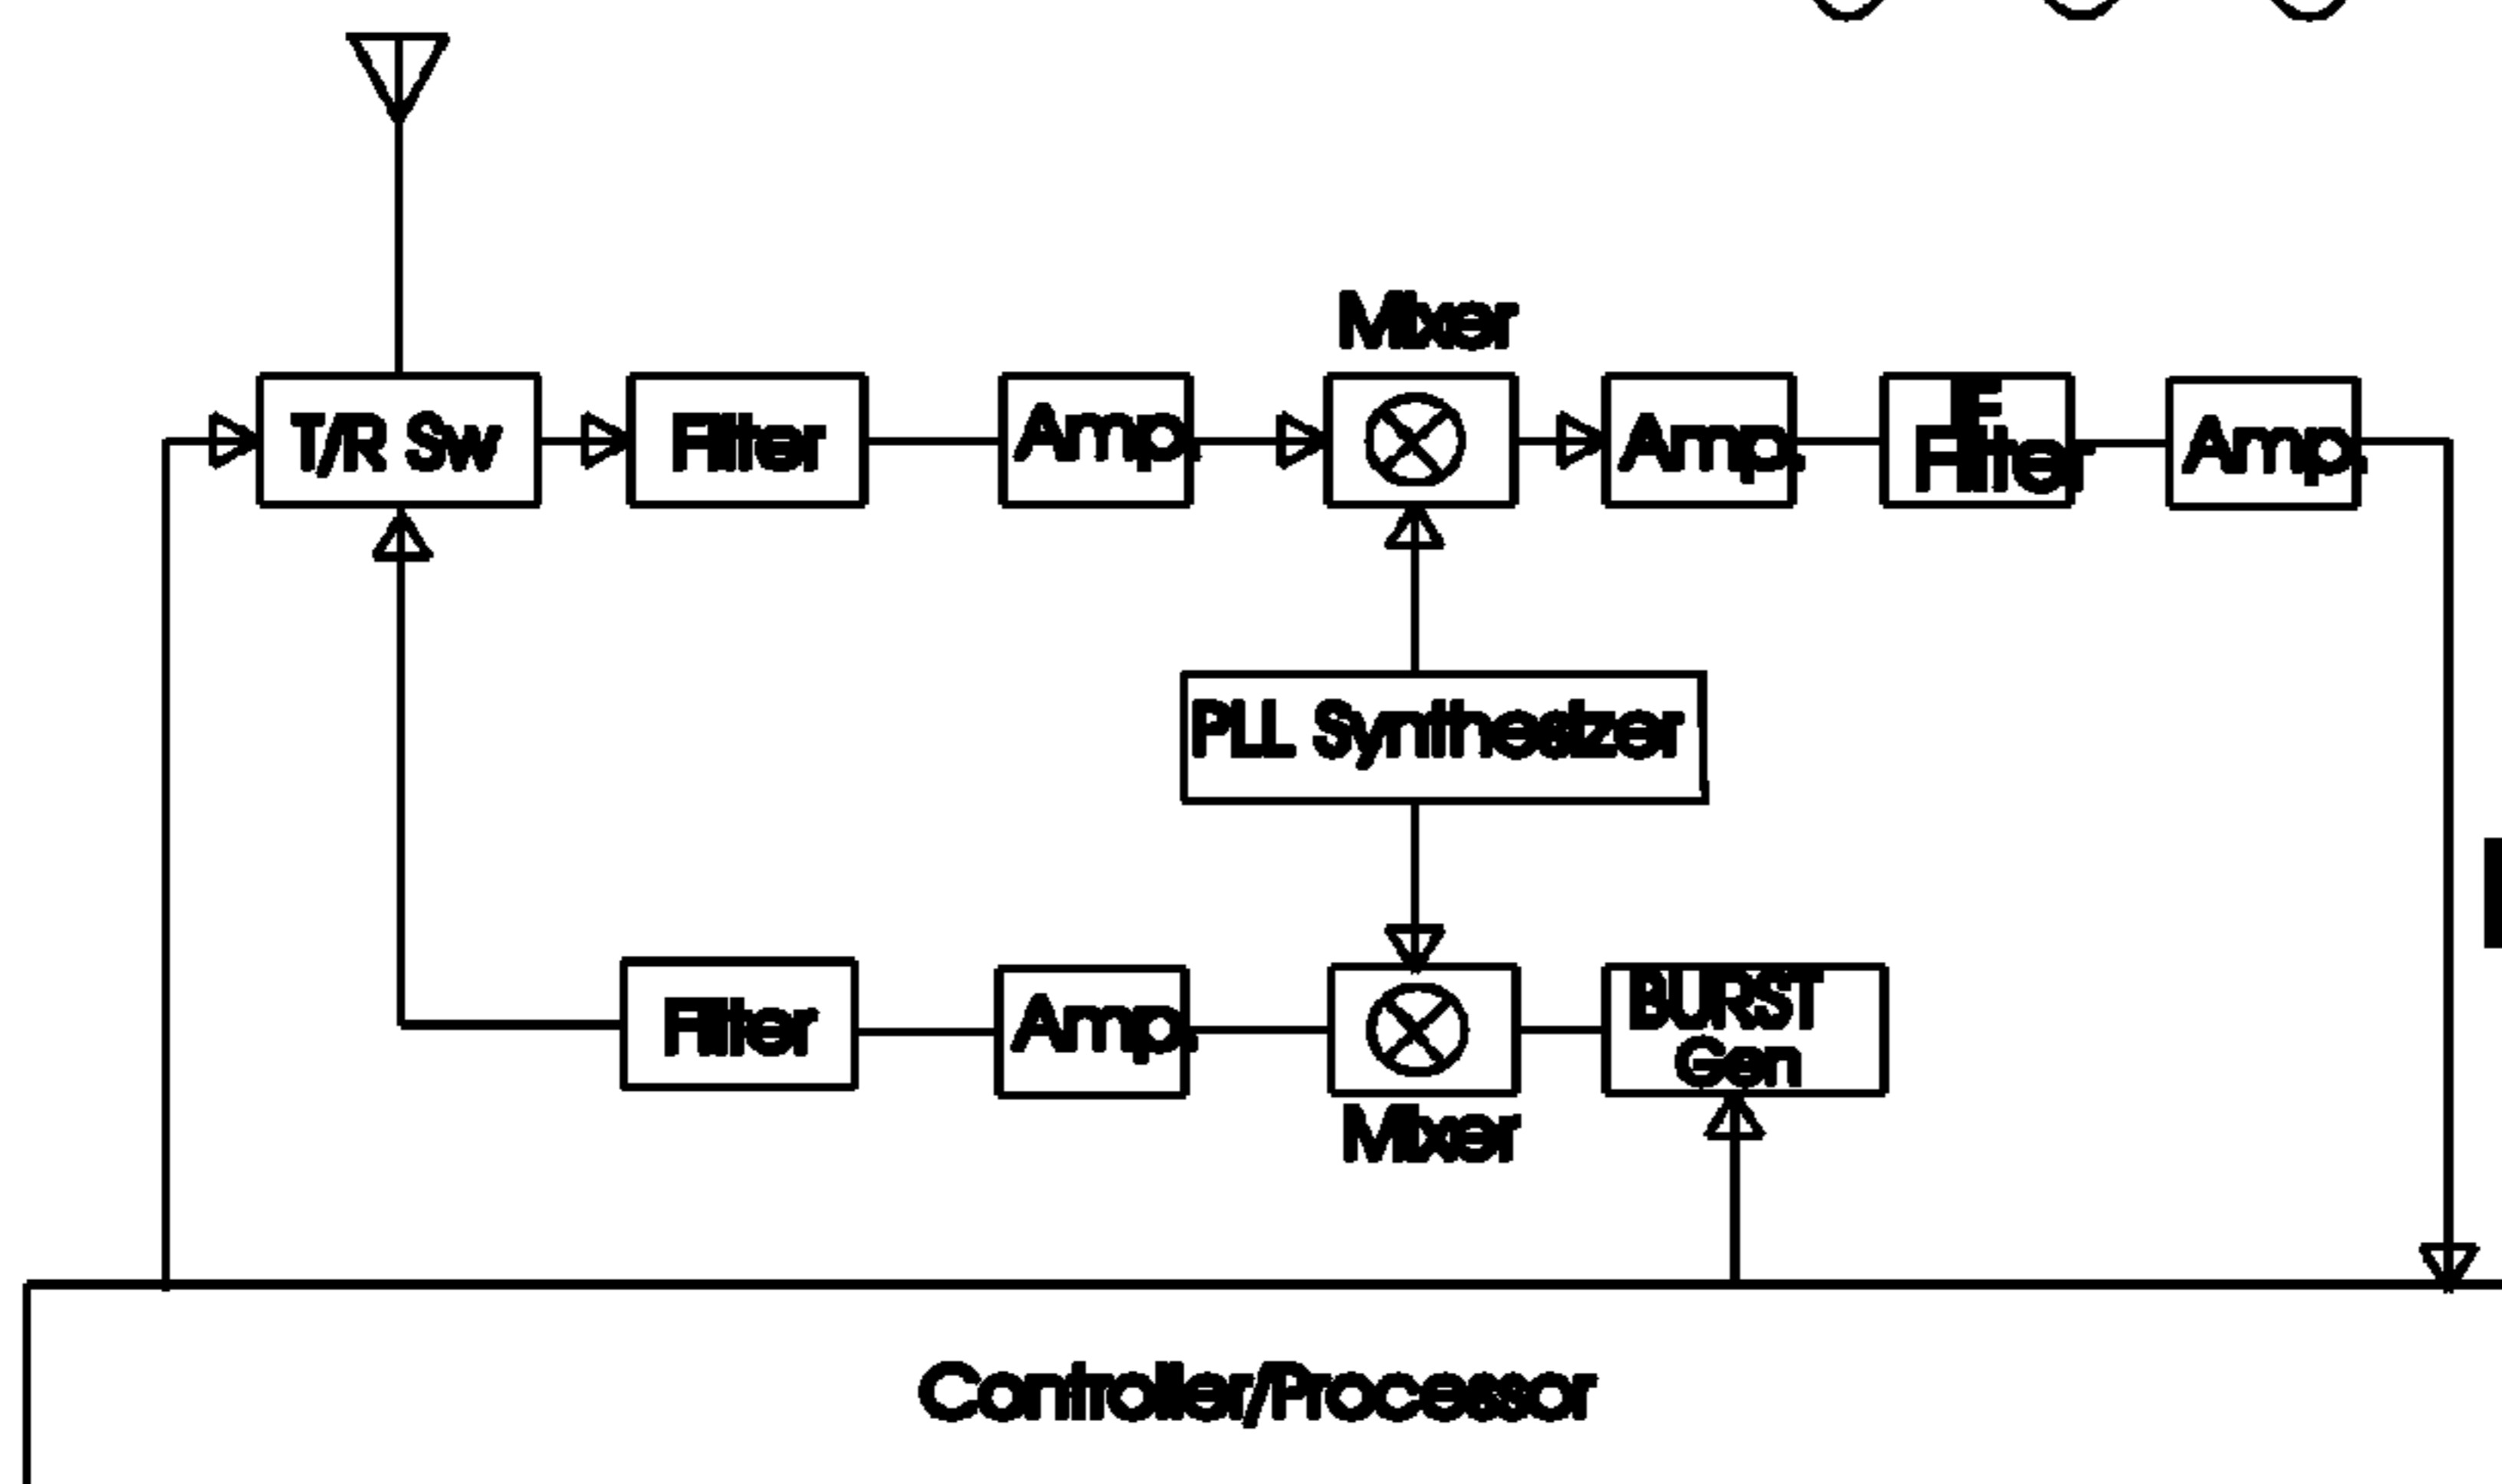 Mixer
T/R Sw
Filter
Amp.
Amp.
IF
Filter
Amp.
PLL Synthesizer
Filter
Amp.
BURST
Gen
Mixer
Controller/Processor